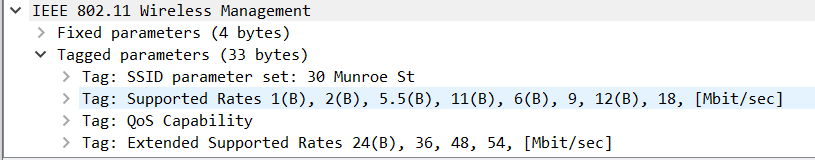 IEEE 802.11 Wireless Management
Fixed parameters (4 bytes)
Tagged parameters (33 bytes)
Tag: SSID parameter set: 30 Munroe St
Tag: Supported Rates 1(B), 2(B), 5.5(B), 11(B), 6(B), 9, 12(B), 18, [Mbit/sec]
Tag: QoS Capability
Tag: Extended Supported Rates 24(B), 36, 48, 54, [Mbit/sec]